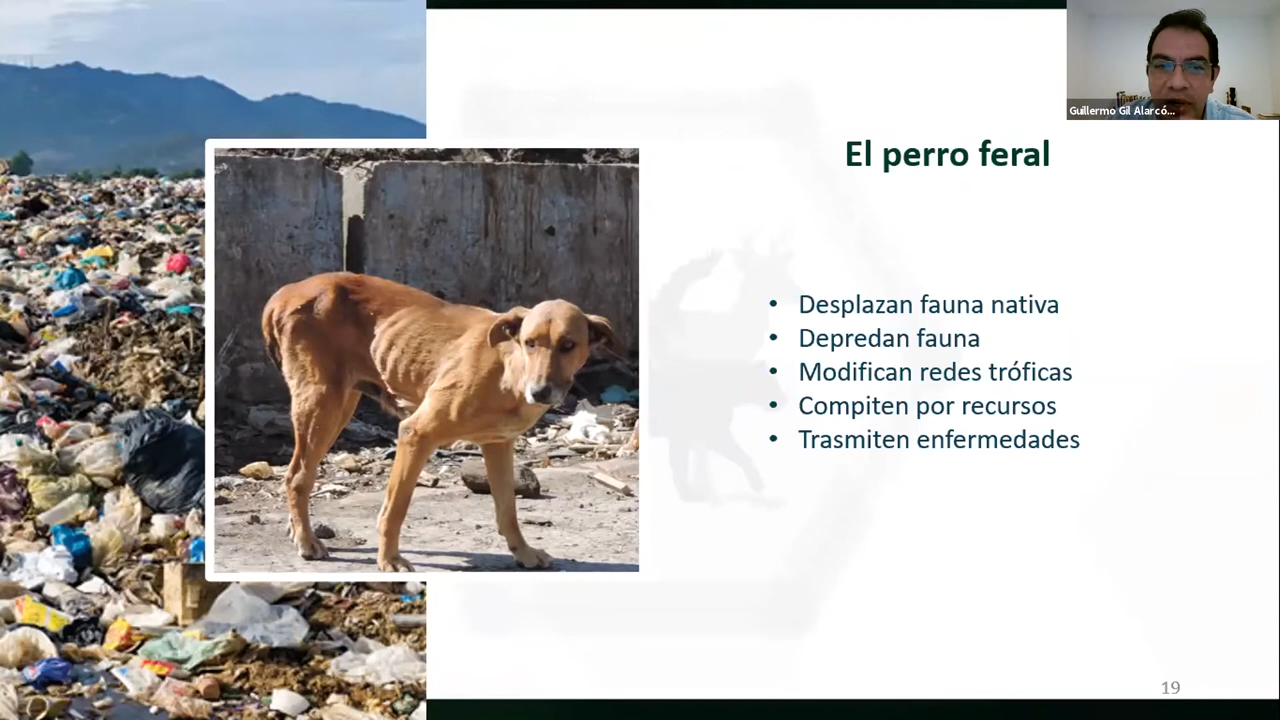 Guillermo Gil Alarcó...
El perro feral
• Desplazan fauna nativa
• Depredan fauna
• Modifican redes tróficas
• Compiten por recursos
• Trasmiten enfermedades
19